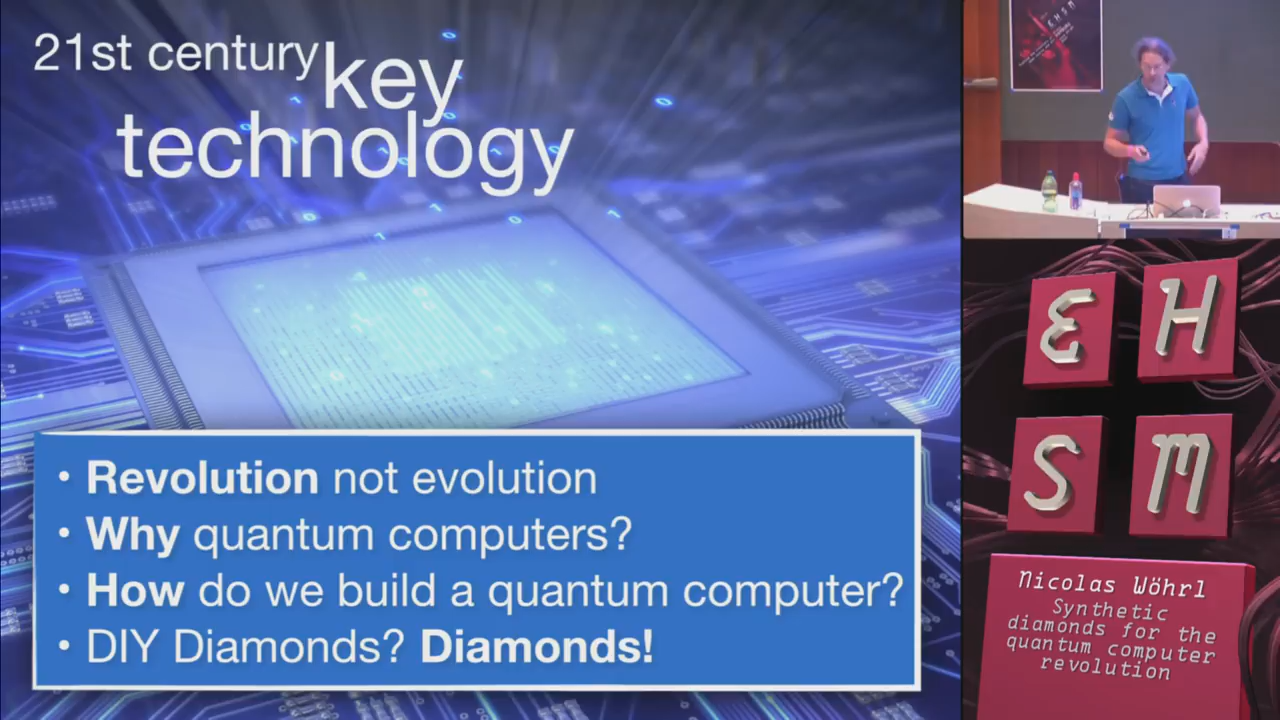 21st century key
technology
• Revolution not evolution
• Why quantum computers?
• How do we build a quantum computer?
• DIY Diamonds? Diamonds!
EHSM
E H
S M
Nicolas Wöhrl
Synthetic
diamonds for the
quantum computer
revolution